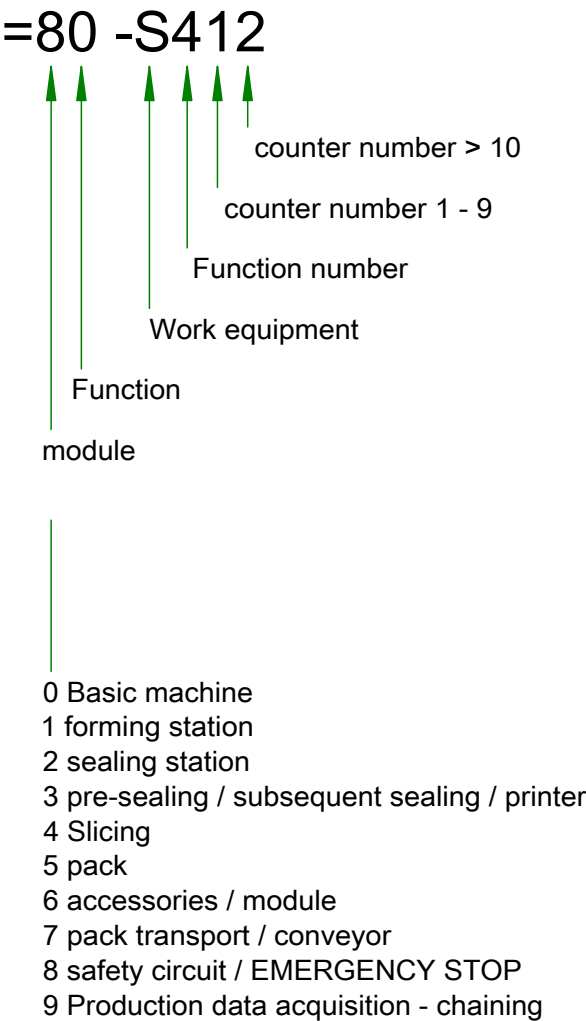 =80 -S412
counter number > 10
counter number 1 - 9
Function number
Work equipment
Function
module
0 Basic machine
1 forming station
2 sealing station
3 pre-sealing / subsequent sealing / printer
4 Slicing
5 pack
6 accessories / module
7 pack transport / conveyor
8 safety circuit / EMERGENCY STOP
9 Production data acquisition - chaining